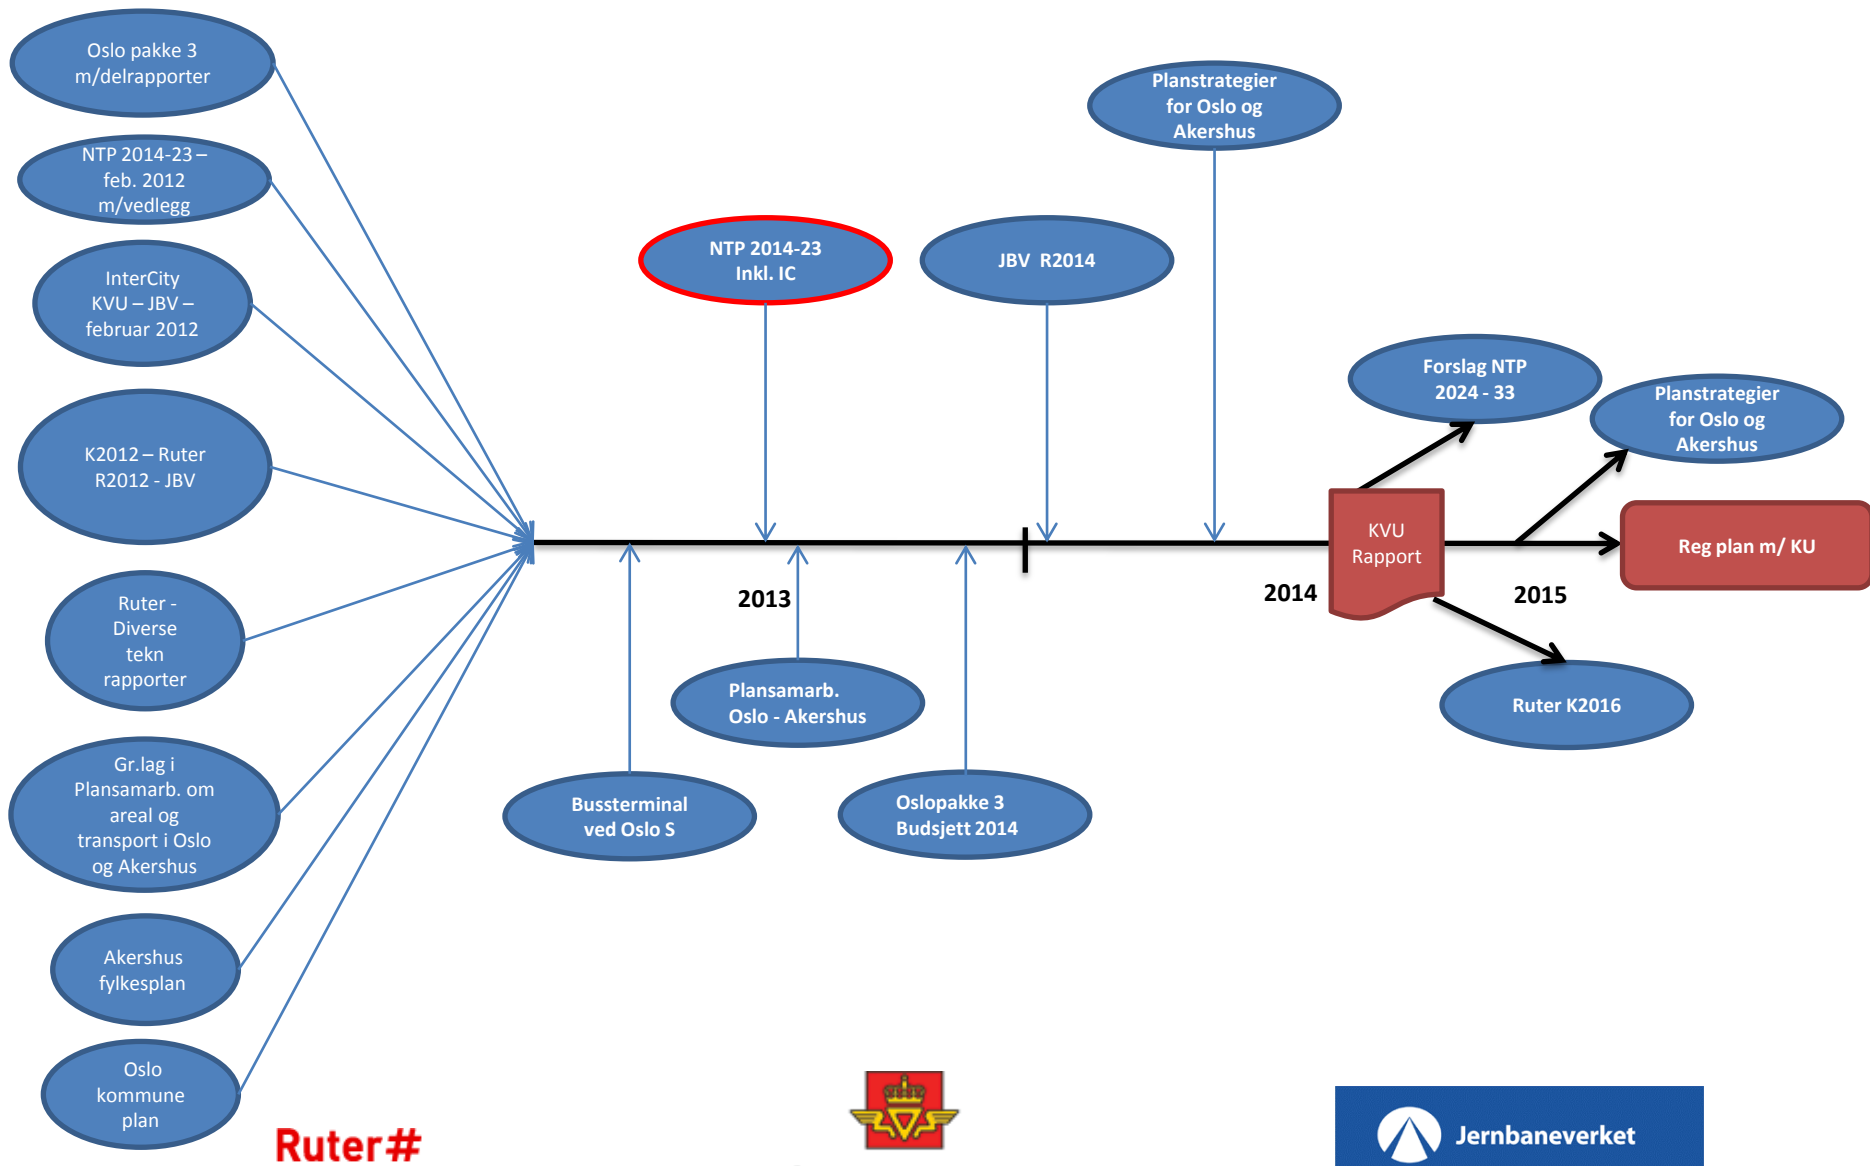 Oslo pakke 3
m/delrapporter
NTP 2014-23 –
feb. 2012
m/vedlegg
InterCity
KVU – JBV –
februar 2012
K2012 – Ruter
R2012 - JBV
Ruter -
Diverse
tekn
rapporter
Gr.lag i
Plansamarb. om
areal og
transport i Oslo
og Akershus
Akershus
fylkesplan
Oslo
kommune
plan
NTP 2014-23
Inkl. IC
JBV R2014
Planstrategier
for Oslo og
Akershus
2013
Plansamarb.
Oslo - Akershus
Bussterminal
ved Oslo S
Oslopakke 3
Budsjett 2014
2014
KVU
Rapport
2015
Forslag NTP
2024 - 33
Planstrategier
for Oslo og
Akershus
Reg plan m/ KU
Ruter K2016
Ruter#
Jernbaneverket